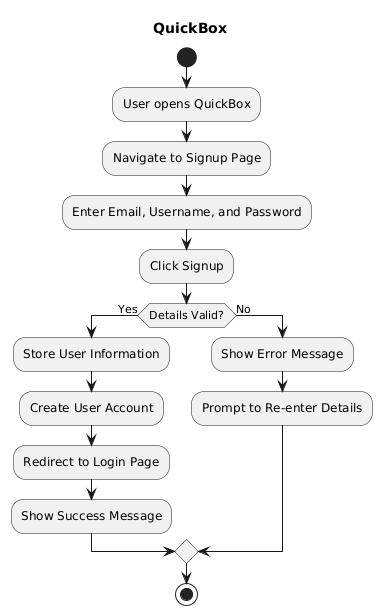 QuickBox
User opens QuickBox
Navigate to Signup Page
Enter Email, Username, and Password
Click Signup
Details Valid?
Yes
No
Store User Information
Create User Account
Redirect to Login Page
Show Success Message
Show Error Message
Prompt to Re-enter Details